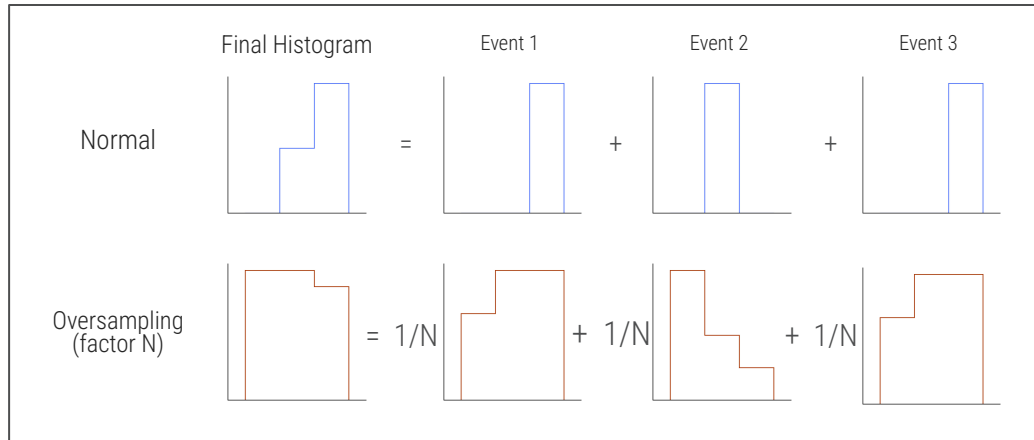 Final Histogram
Event 1
Event 2
Event 3
Normal
=
+
+
Oversampling
(factor N)
= 1/N
+ 1/N
+ 1/N